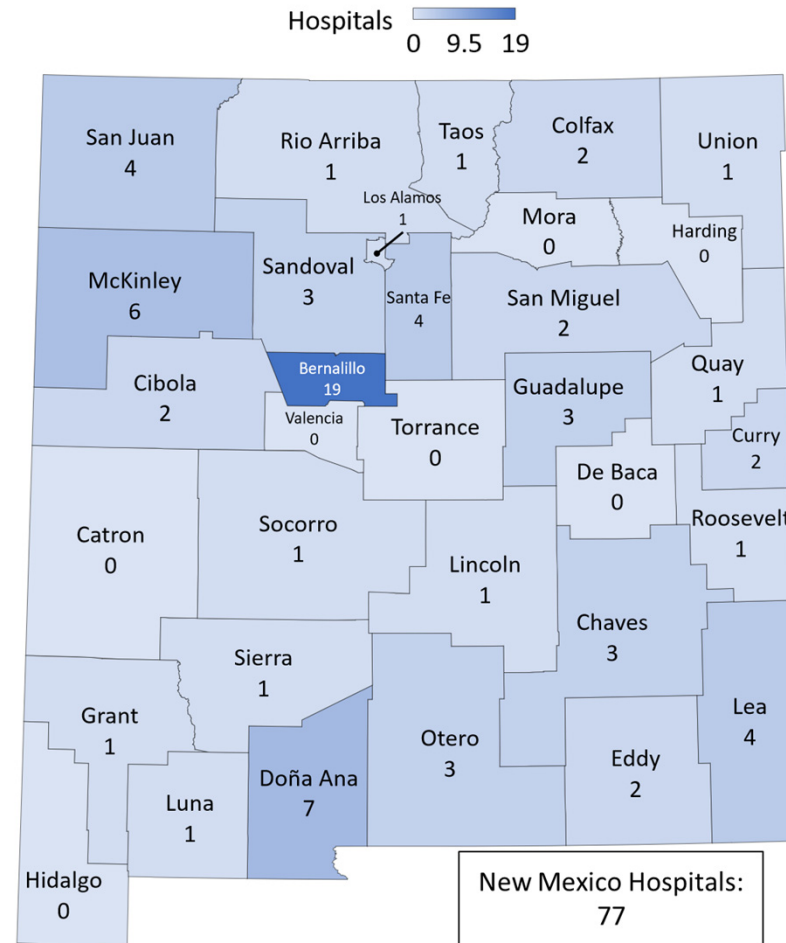 Hospitals
0 9.5 19
San Juan
4
Rio Arriba
1
Taos
1
Colfax
2
Union
1
Los Alamos
1
Mora
0
Harding
0
McKinley
6
Sandoval
3
Santa Fe
4
San Miguel
2
Cibola
2
Bernalillo
19
Valencia
0
Torrance
0
Guadalupe
3
Quay
1
Curry
2
De Baca
0
Roosevelt
1
Catron
0
Socorro
1
Lincoln
1
Chaves
3
Sierra
1
Grant
1
Luna
1
Doña Ana
7
Otero
3
Eddy
2
Lea
4
Hidalgo
0
New Mexico Hospitals:
77